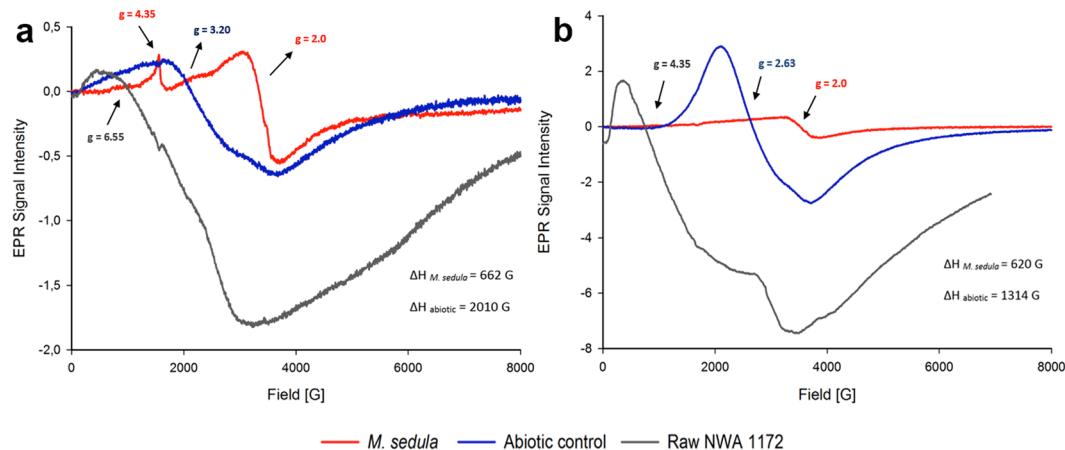 a
EPR Signal Intensity
0,5
0,0
-0,5
-1,0
-1,5
-2,0
0
2000
4000
6000
8000
Field [G]
g = 4.35
g = 3.20
g = 2.0
g = 6.55
ΔH M. sedula = 662 G
ΔH abiotic = 2010 G
b
EPR Signal Intensity
4
2
0
-2
-4
-6
-8
0
2000
4000
6000
8000
Field [G]
g = 4.35
g = 2.63
g = 2.0
ΔH M. sedula = 620 G
ΔH abiotic = 1314 G
M. sedula Abiotic control Raw NWA 1172